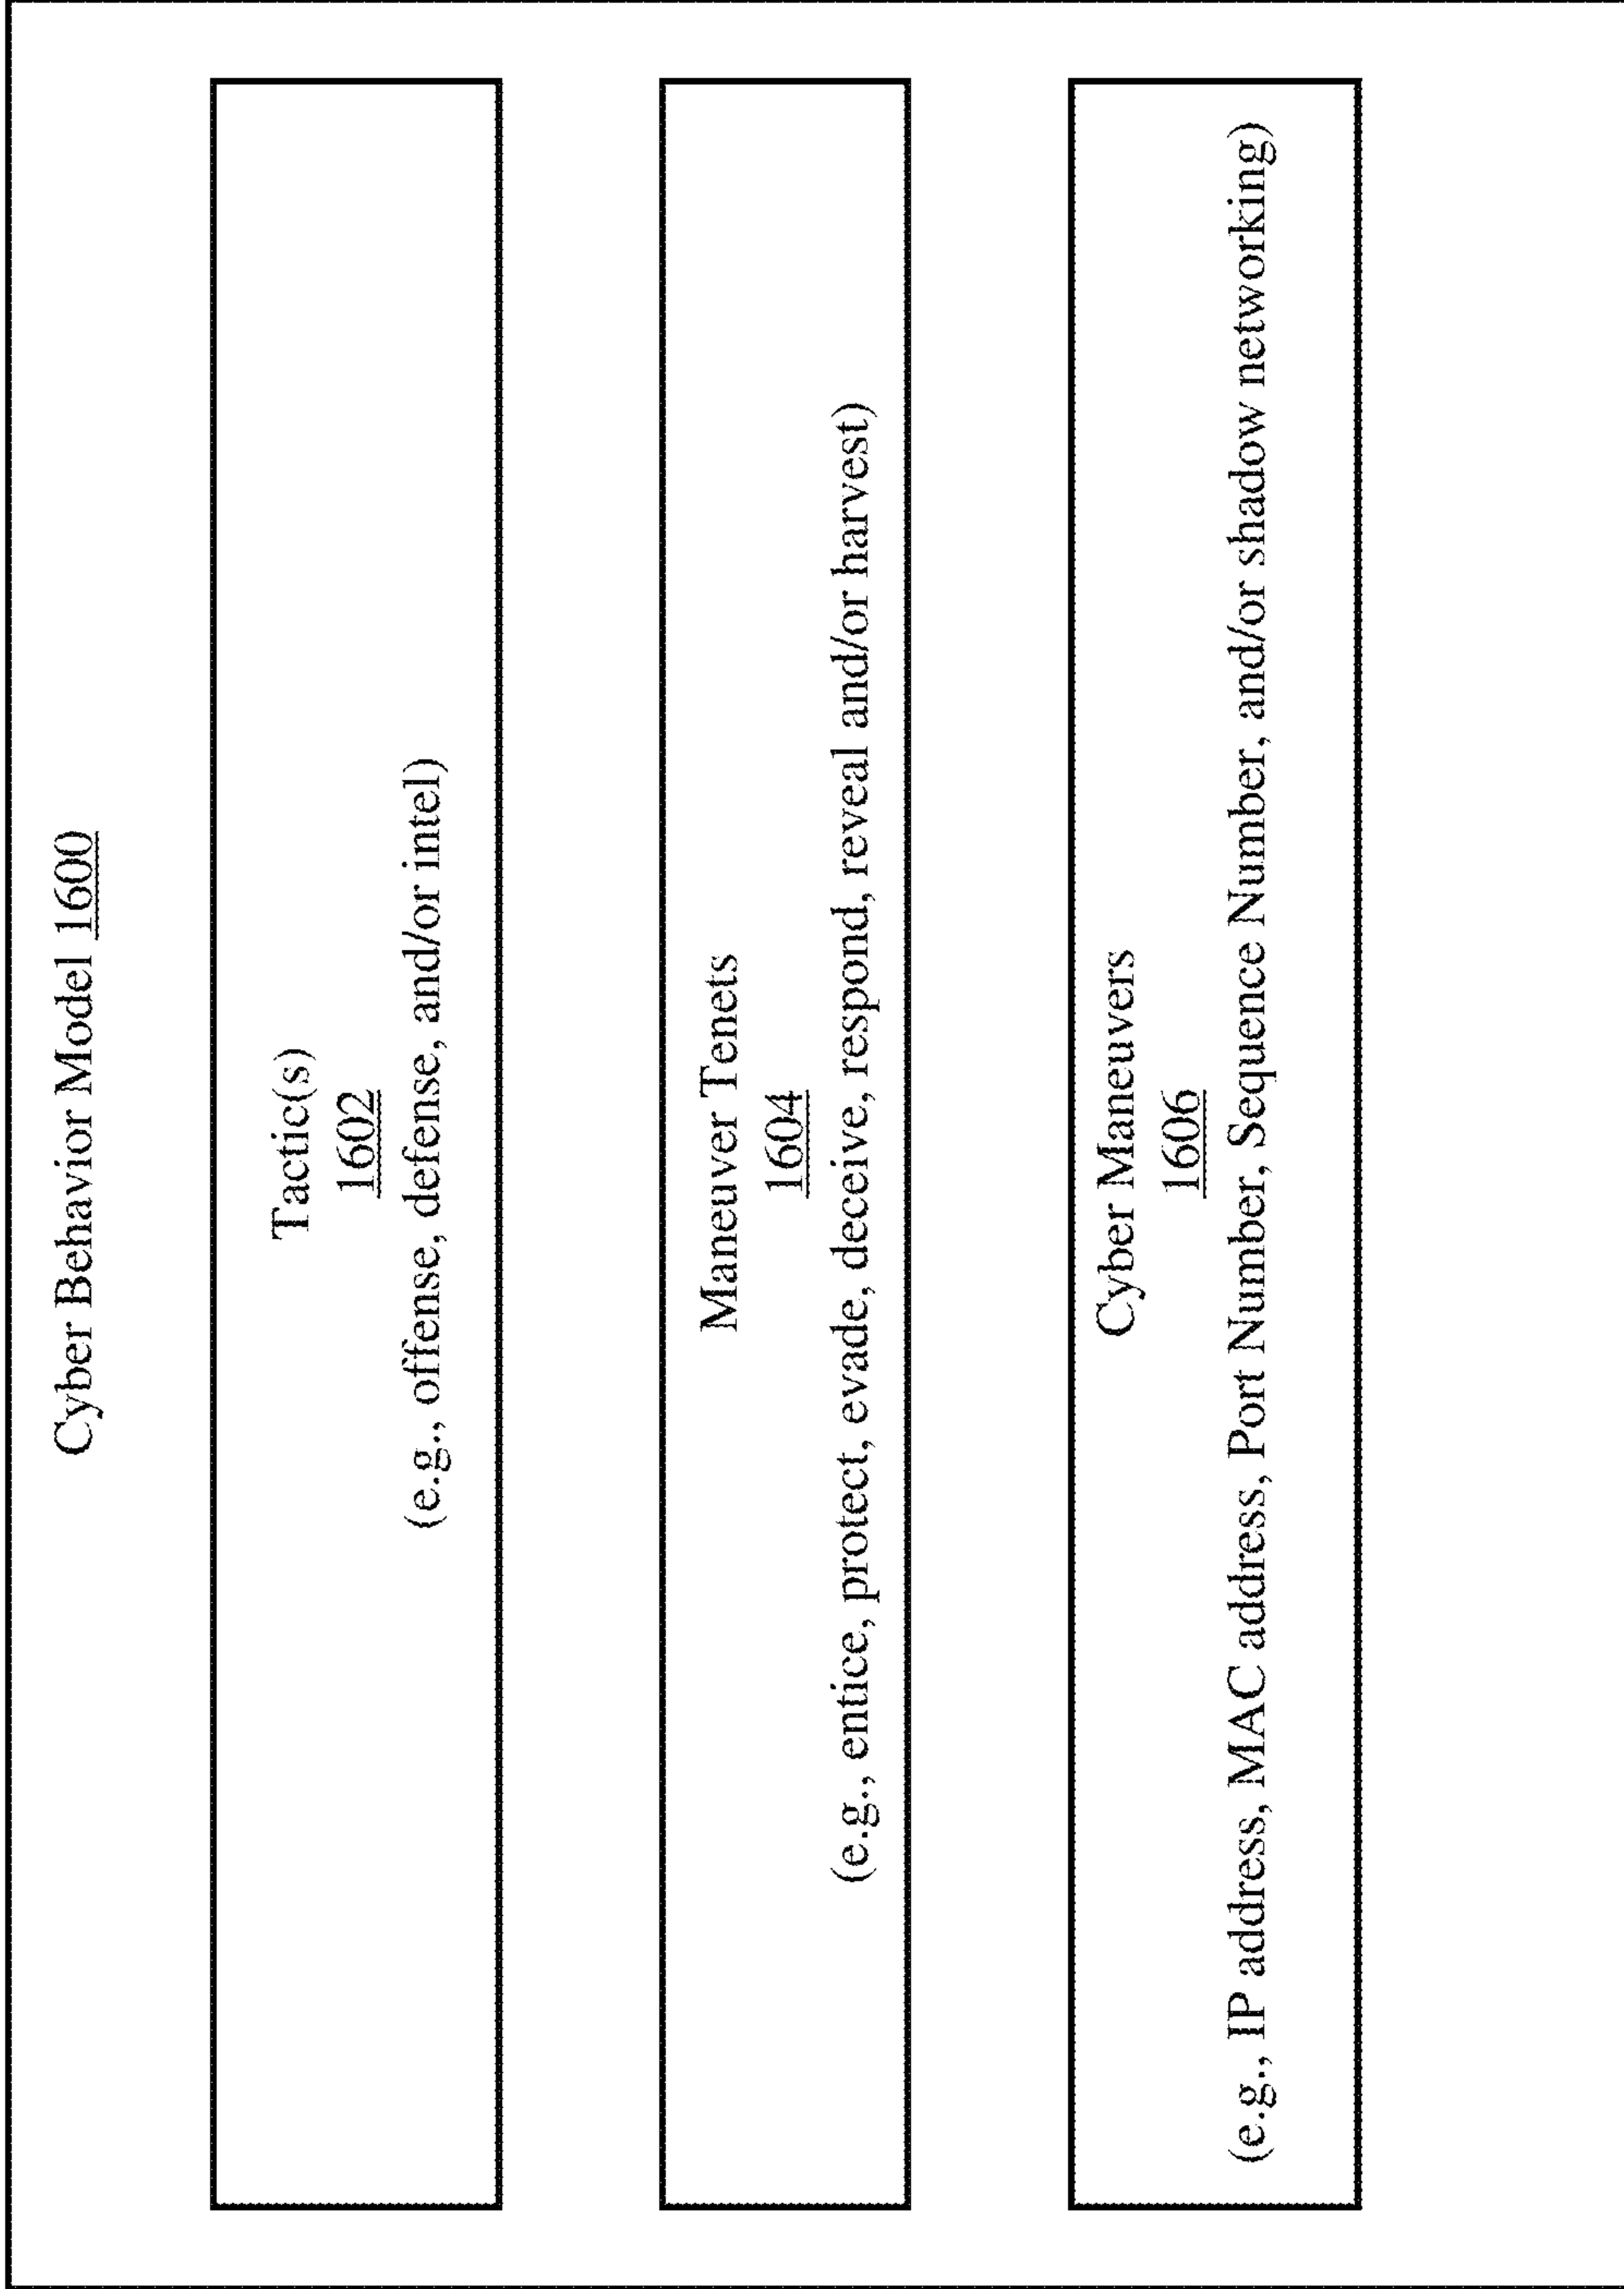 Cyber Behavior Model 1600
Tactic(s)
1602
(e.g., offense, defense, and/or intel)
Maneuver Tenets
1604
(e.g., entice, protect, evade, deceive, respond, reveal and/or harvest)
Cyber Maneuvers
1606
(e.g., IP address, MAC address, Port Number, Sequence Number, and/or shadow networking)